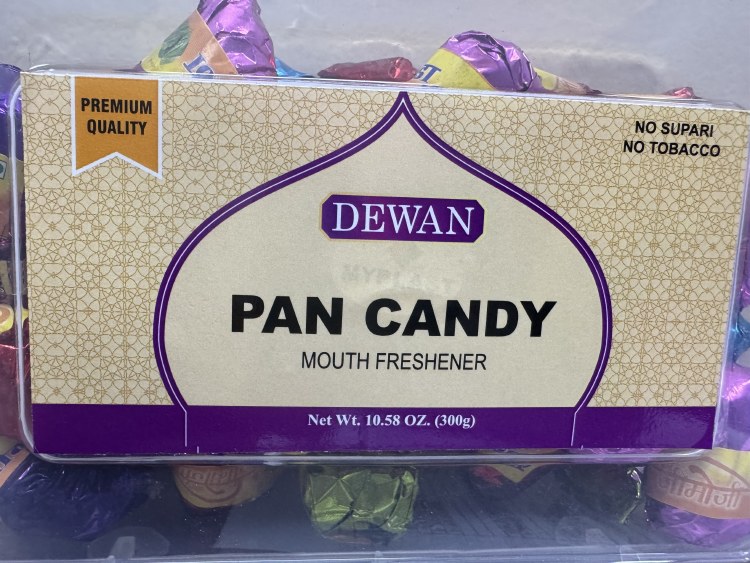 PREMIUM
QUALITY
NO SUPARI
NO TOBACCO
DEWAN
PAN CANDY
MOUTH FRESHENER
Net Wt. 10.58 OZ. (300g)